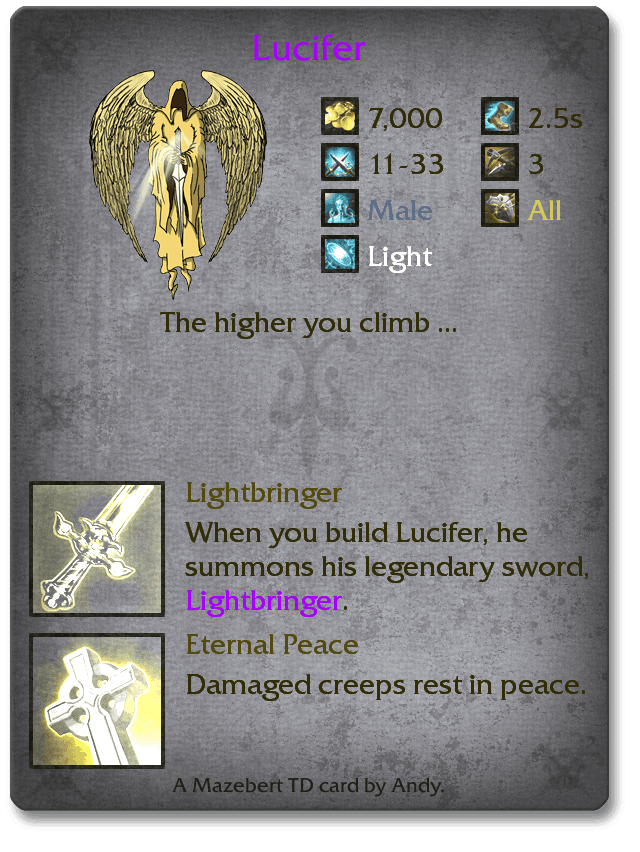 Lucifer
7,000 2.5s
11-33 3
Male All
Light
The higher you climb ...
Lightbringer
When you build Lucifer, he
summons his legendary sword,
Lightbringer.
Eternal Peace
Damaged creeps rest in peace.
A Mazebert TD card by Andy.